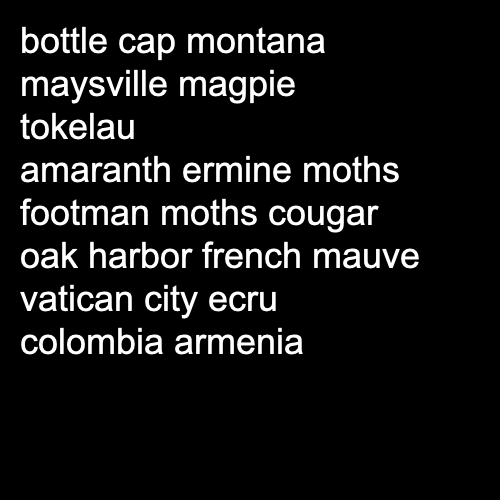 bottle cap montana
maysville magpie
tokelau
amaranth ermine moths
footman moths cougar
oak harbor french mauve
vatican city ecru
colombia armenia